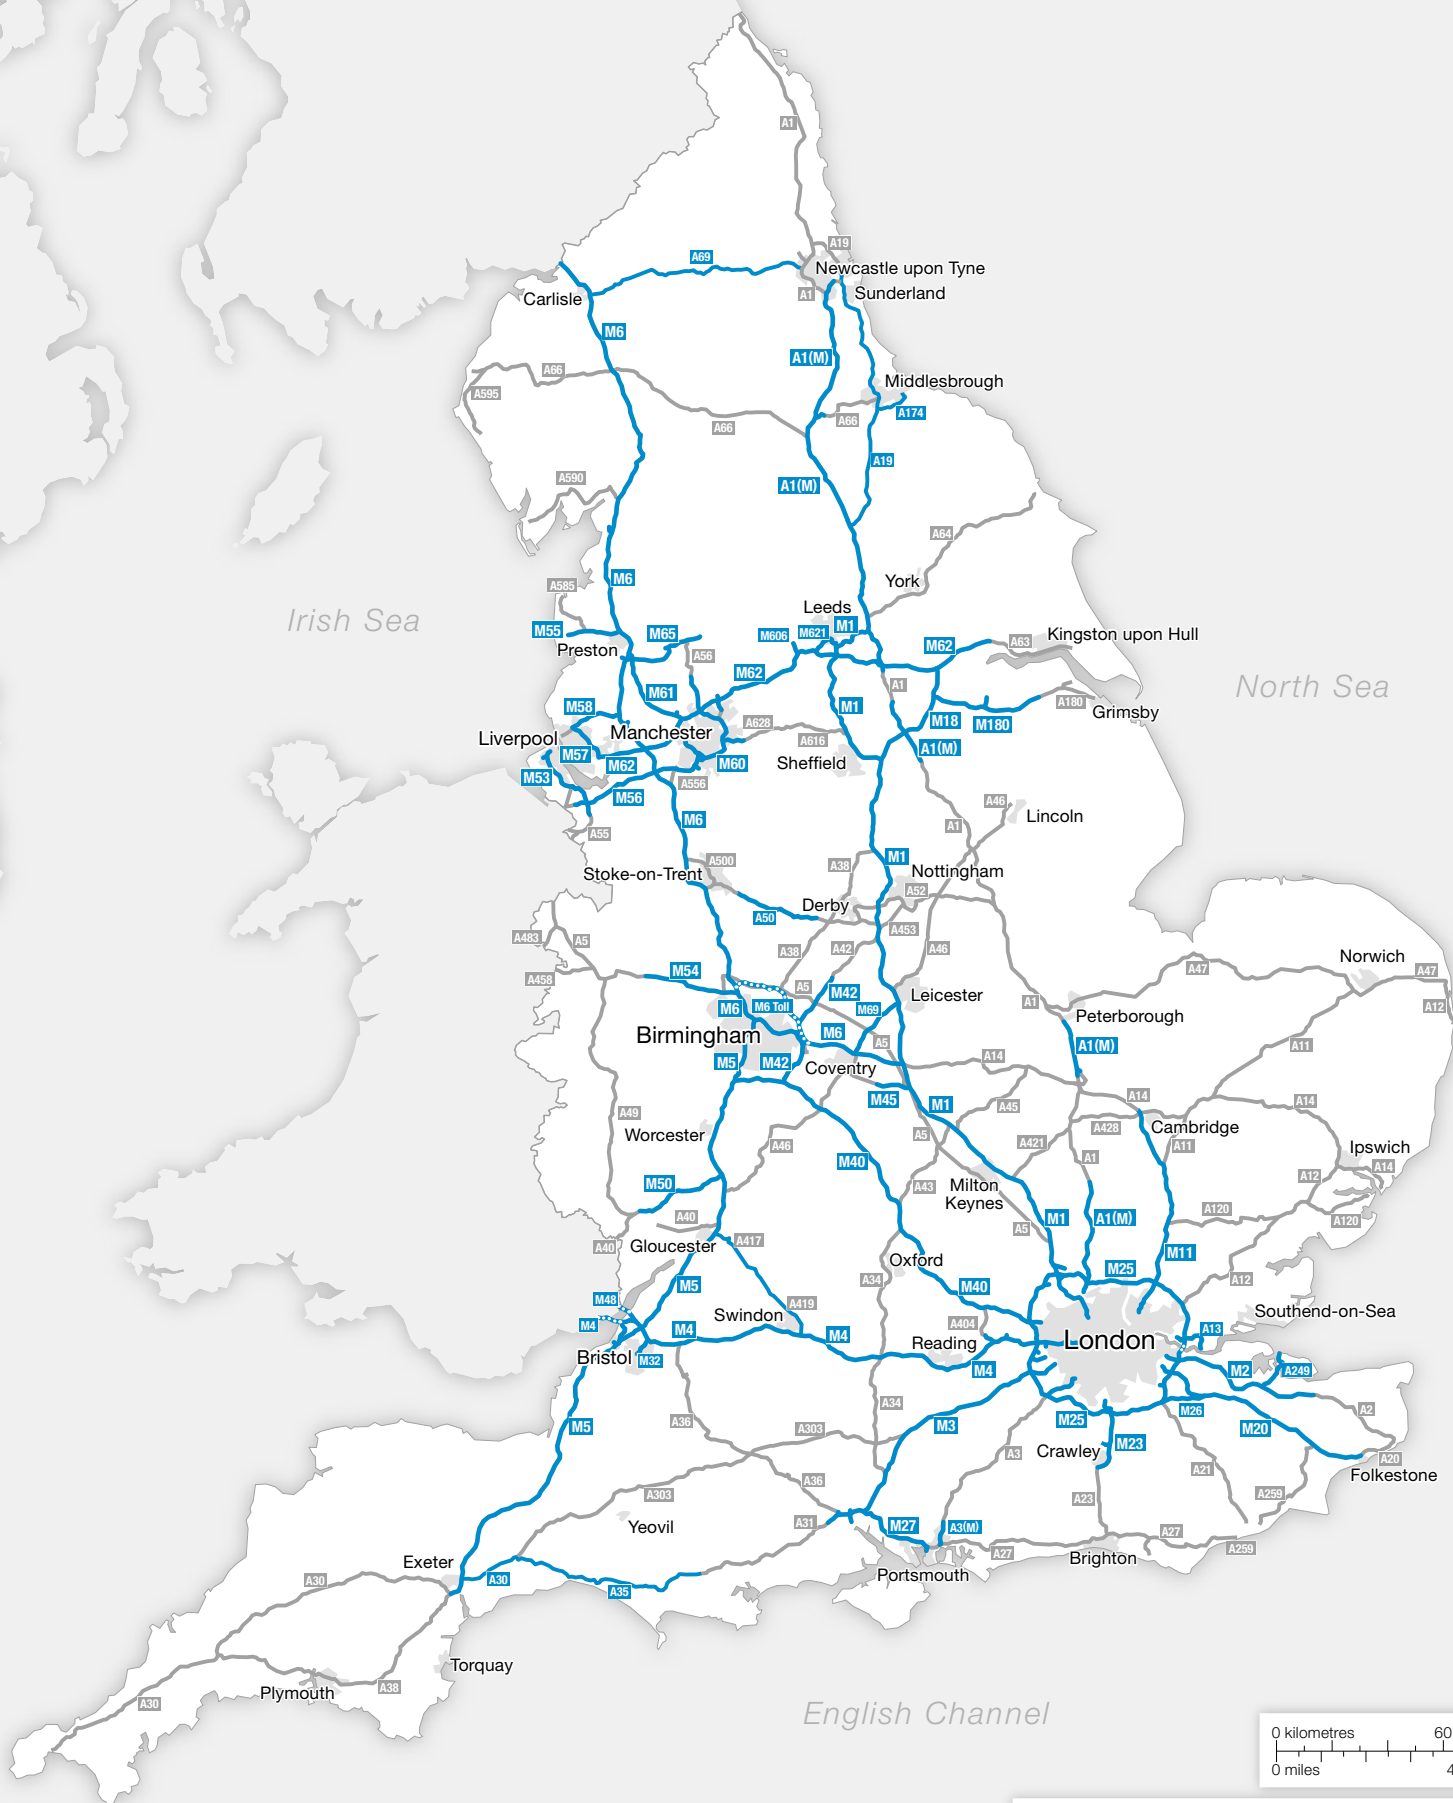 A1
A19
A69
Newcastle upon Tyne
A1
Sunderland
Carlisle
M6
A1(M)
A66
Middlesbrough
A595
A174
A66
A66
A19
A590
A1(M)
A64
M6
York
A585
Leeds
Irish Sea
M55
M65
M606
M621
M1
Kingston upon Hull
Preston
A56
M62
M62
A63
North Sea
M61
A1
M58
M1
A180
Grimsby
Liverpool
Manchester
A628
M18
M180
A616
M57
M62
M60
Sheffield
A1(M)
M53
A556
M56
A46
Lincoln
M6
A1
A55
M1
Stoke-on-Trent
A500
A38
Nottingham
A52
Derby
A50
A453
A483
A5
A38
A42
A46
Norwich
A458
M54
A47
A47
A5
M42
Leicester
A1
A12
M6
M6 Toll
M69
Peterborough
Birmingham
M6
A5
A1(M)
A11
M5
M42
Coventry
A14
M45
M1
A45
A14
A14
A49
A428
Cambridge
Worcester
A5
A421
A11
Ipswich
A46
M40
A1
A14
A12
M50
A43
Milton
Keynes
A40
M1
A1(M)
A120
A120
A5
A40
Gloucester
A417
Oxford
M11
M25
M5
A34
M40
A12
M48
A419
Southend-on-Sea
M4
Swindon
A404
M4
M4
Reading
London
A13
Bristol
M32
M4
M2
A249
A34
M26
A2
M5
A36
M3
M25
M20
A303
Crawley
M23
A3
A20
Folkestone
A36
A21
A303
A23
A259
Yeovil
A31
M27
A3(M)
A27
A259
Exeter
A27
Brighton
A30
A30
A35
Portsmouth
Torquay
Plymouth
A38
A30
English Channel
0 kilometres
60
0 miles
4